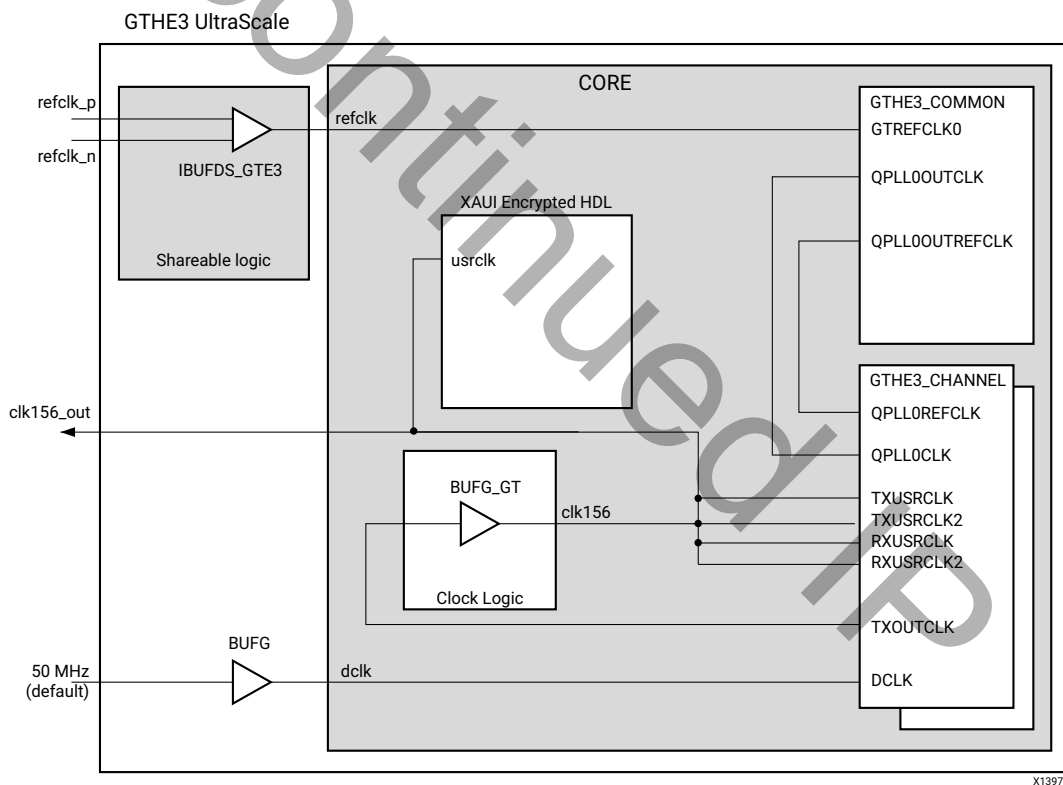 GTHE3 UltraScale
CORE
refclk_p
refclk_n
IBUFDS_GTE3
Shareable logic
refclk
GTHE3_COMMON
GTREFCLK0
QPLL0OUTCLK
QPLL0OUTREFCLK
XAUI Encrypted HDL
usrclk
GTHE3_CHANNEL
QPLL0REFCLK
QPLL0CLK
TXUSRCLK
TXUSRCLK2
RXUSRCLK
RXUSRCLK2
TXOUTCLK
DCLK
clk156_out
BUFG_GT
clk156
Clock Logic
BUFG
50 MHz
(default)
dclk
continued IP
X1397